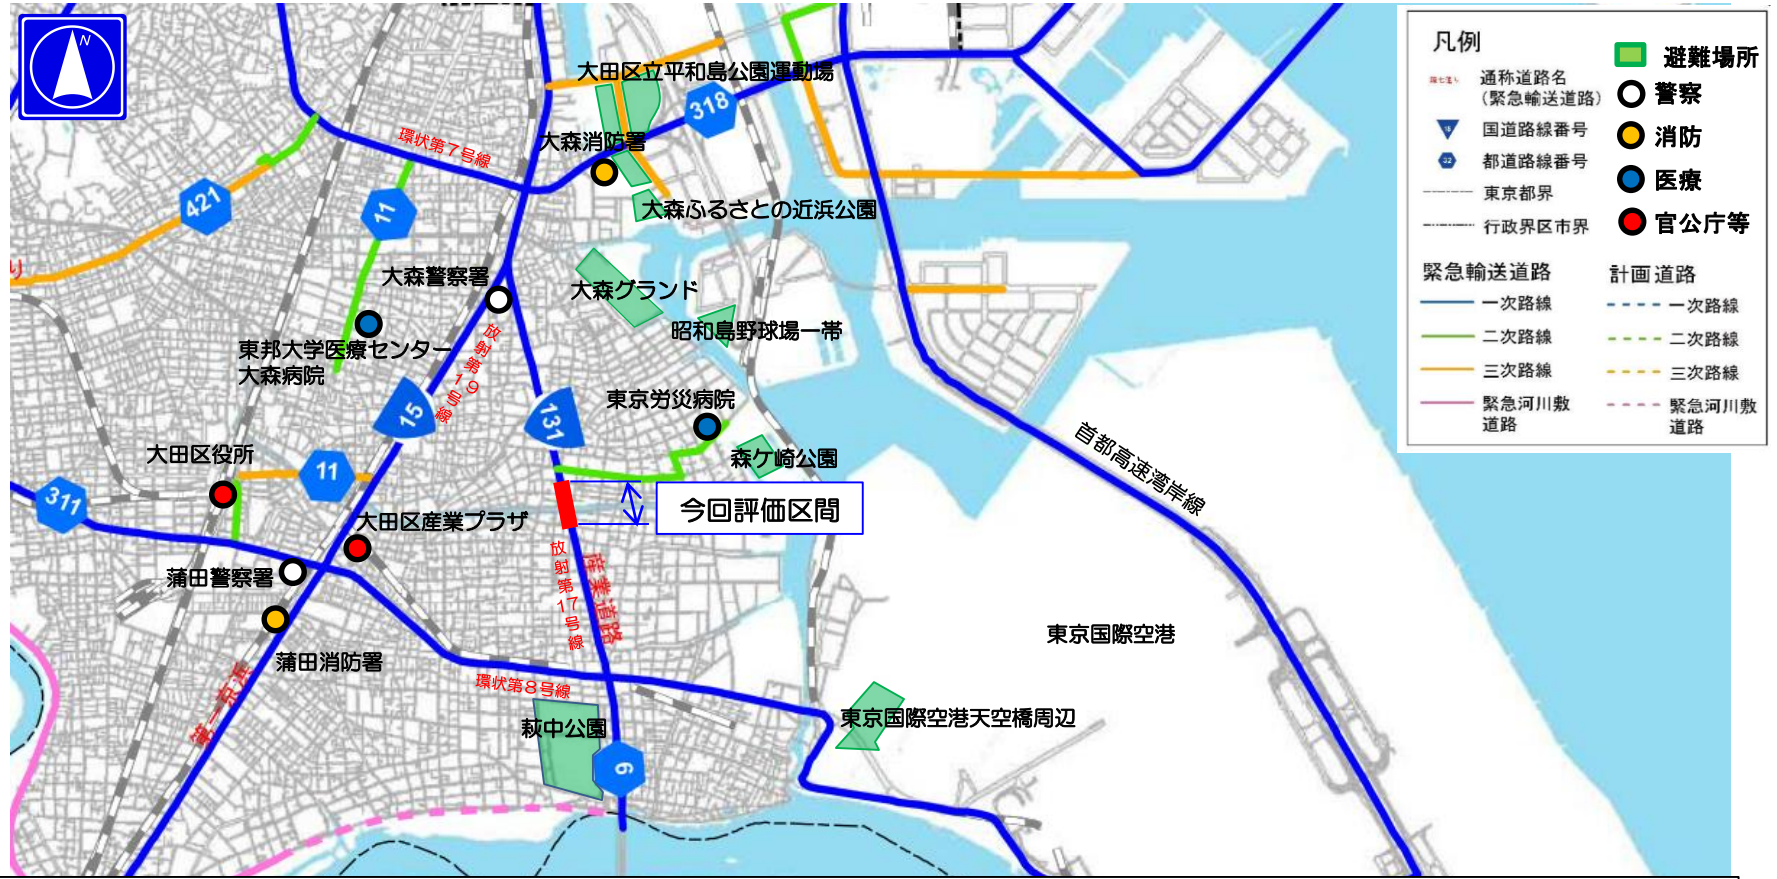 N
大田区立平和島公園運動場
318
大森消防署
環状第7号線
421
11
大森ふるさとの近浜公園
り
大森警察署
大森グランド
昭和島野球場一帯
放射第19号線
東邦大学医療センター
大森病院
15
131
東京労災病院
大田区役所
森ケ崎公園
首都高速湾岸線
11
311
今回評価区間
大田区産業プラザ
放射第17号線
産業道路
蒲田警察署
東京国際空港
蒲田消防署
第一京浜
環状第8号線
萩中公園
東京国際空港天空橋周辺
6
凡例
通称道路名
(緊急輸送道路)
国道路線番号
32
都道路線番号
東京都界
行政界区市界
避難場所
警察
消防
医療
官公庁等
緊急輸送道路
一次路線
二次路線
三次路線
緊急河川敷
道路
計画道路
一次路線
二次路線
三次路線
緊急河川敷
道路